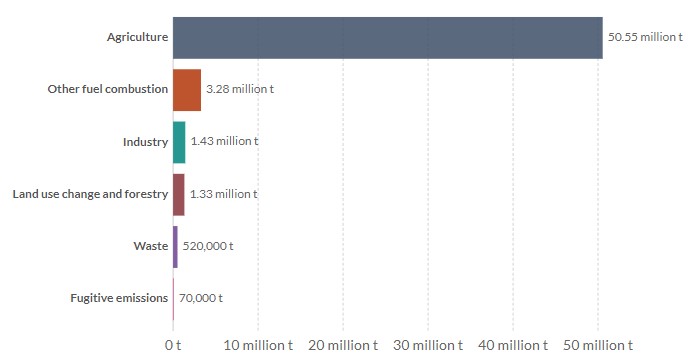 Agriculture 50.55 million t
Other fuel combustion 3.28 million t
Industry 1.43 million t
Land use change and forestry 1.33 million t
Waste 520,000 t
Fugitive emissions 70,000 t
0 t 10 million t 20 million t 30 million t 40 million t 50 million t